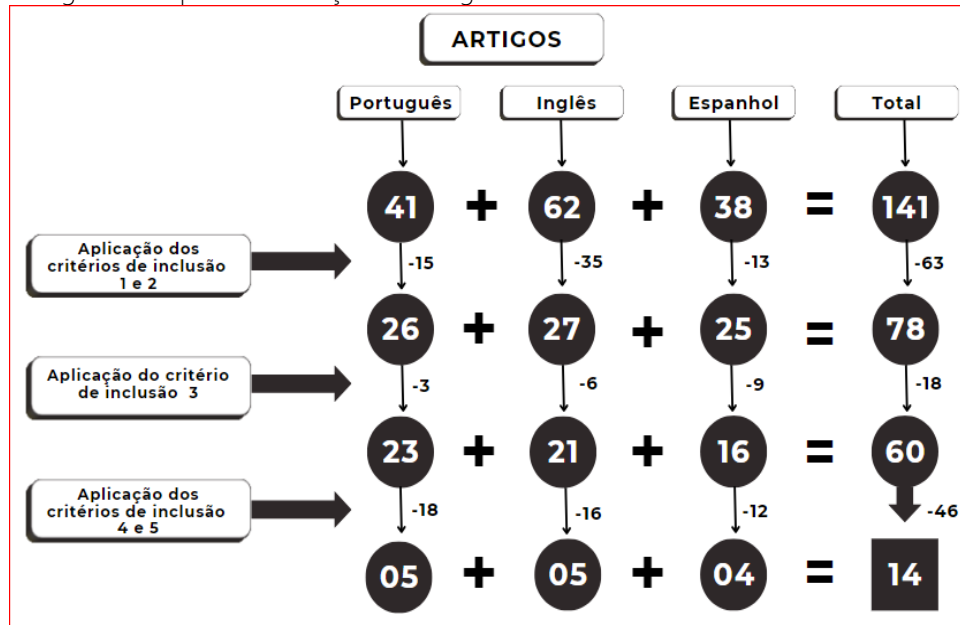 ARTIGOS
Português Inglês Espanhol Total
41 + 62 + 38 = 141
Aplicação dos
critérios de inclusão
1 e 2
-15 -35 -13 -63
26 + 27 + 25 = 78
Aplicação do critério
de inclusão 3
-3 -6 -9 -18
23 + 21 + 16 = 60
Aplicação dos
critérios de inclusão
4 e 5
-18 -16 -12 -46
05 + 05 + 04 = 14